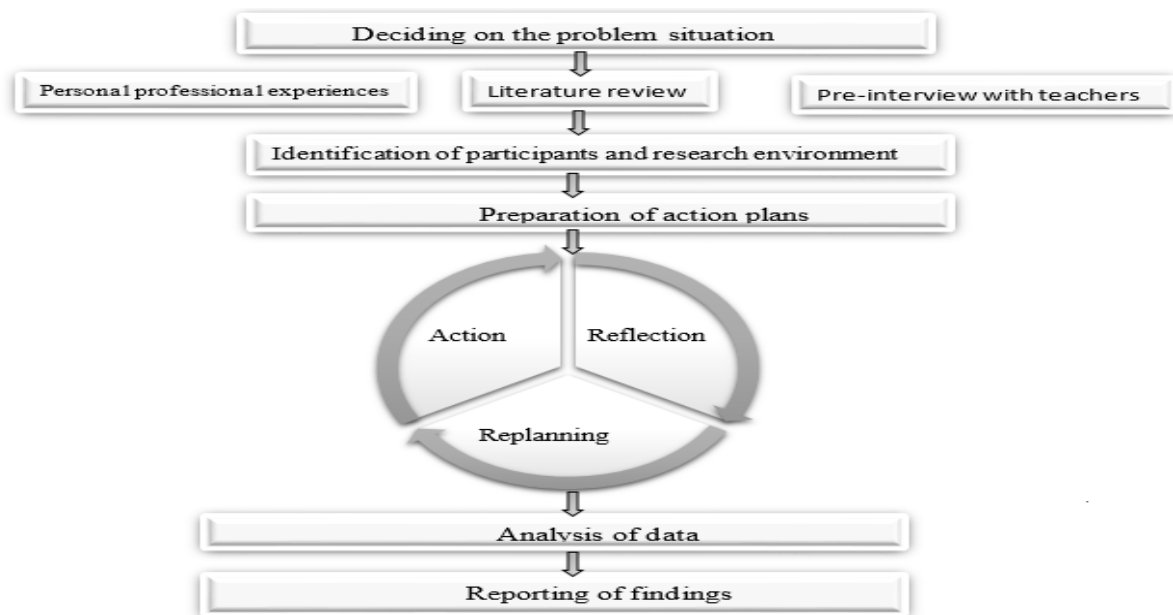 Deciding on the problem situation
Personal professional experiences
Literature review
Pre-interview with teachers
Identification of participants and research environment
Preparation of action plans
Action
Reflection
Replanning
Analysis of data
Reporting of findings